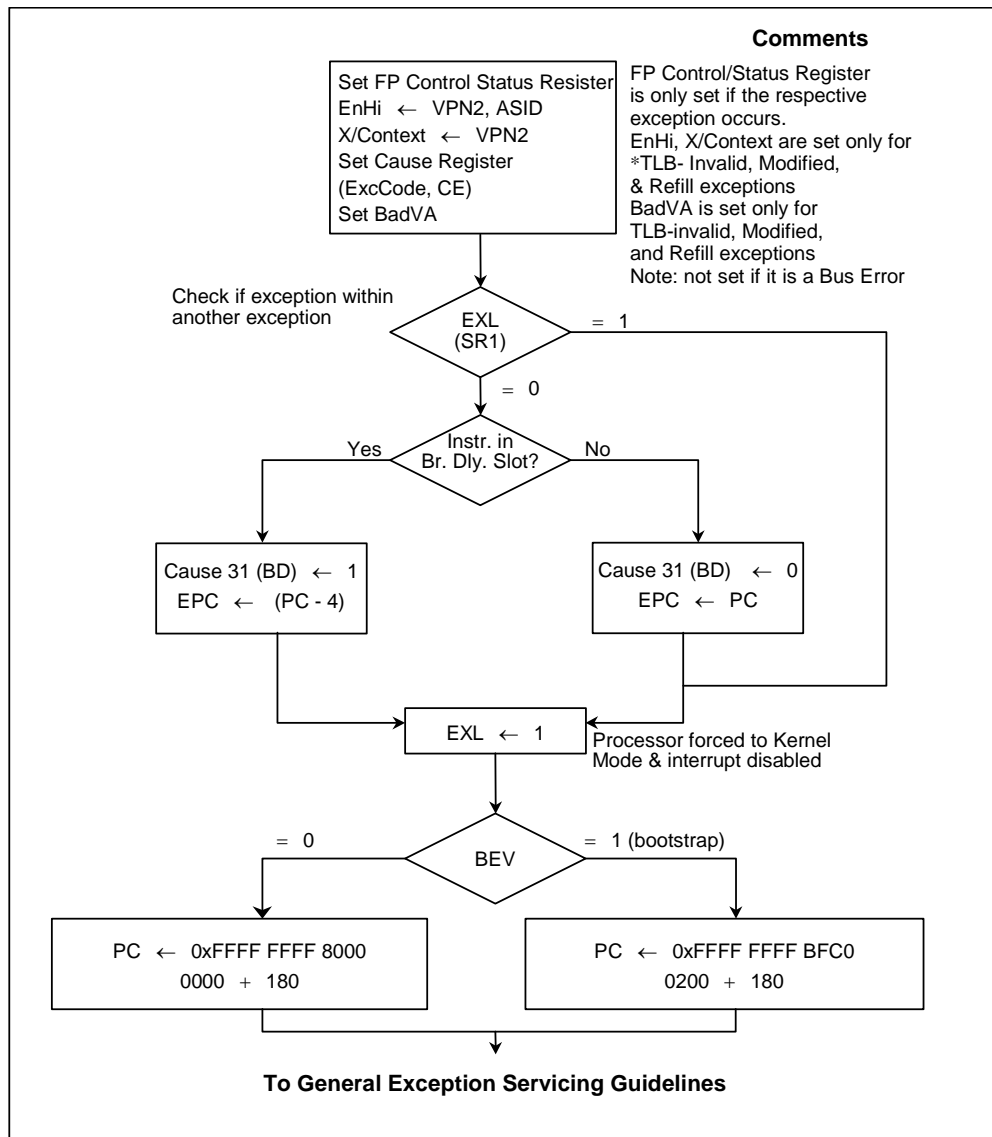 Comments
Set FP Control Status Resister
EnHi ← VPN2, ASID
X/Context ← VPN2
Set Cause Register
(ExcCode, CE)
Set BadVA
FP Control/Status Register
is only set if the respective
exception occurs.
EnHi, X/Context are set only for
*TLB- Invalid, Modified,
& Refill exceptions
BadVA is set only for
TLB-invalid, Modified,
and Refill exceptions
Note: not set if it is a Bus Error
Check if exception within
another exception
EXL
(SR1)
= 1
= 0
Instr. in
Br. Dly. Slot?
Yes
No
Cause 31 (BD) ← 1
EPC ← (PC - 4)
Cause 31 (BD) ← 0
EPC ← PC
EXL ← 1
Processor forced to Kernel
Mode & interrupt disabled
= 0
BEV
= 1 (bootstrap)
PC ← 0xFFFF FFFF 8000
0000 + 180
PC ← 0xFFFF FFFF BFC0
0200 + 180
To General Exception Servicing Guidelines